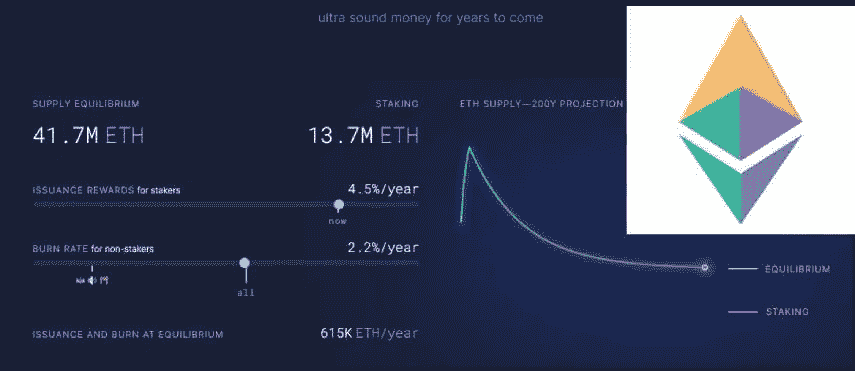 ultra sound money for years to come
SUPPLY EQUILIBRIUM
41.7M ETH
STAKING
13.7M ETH
ISSUANCE REWARDS for stakers
4.5%/year
now
BURN RATE for non-stakers
2.2%/year
all
ISSUANCE AND BURN AT EQUILIBRIUM
615K ETH/year
ETH SUPPLY—200Y PROJECTION
EQUILIBRIUM
STAKING